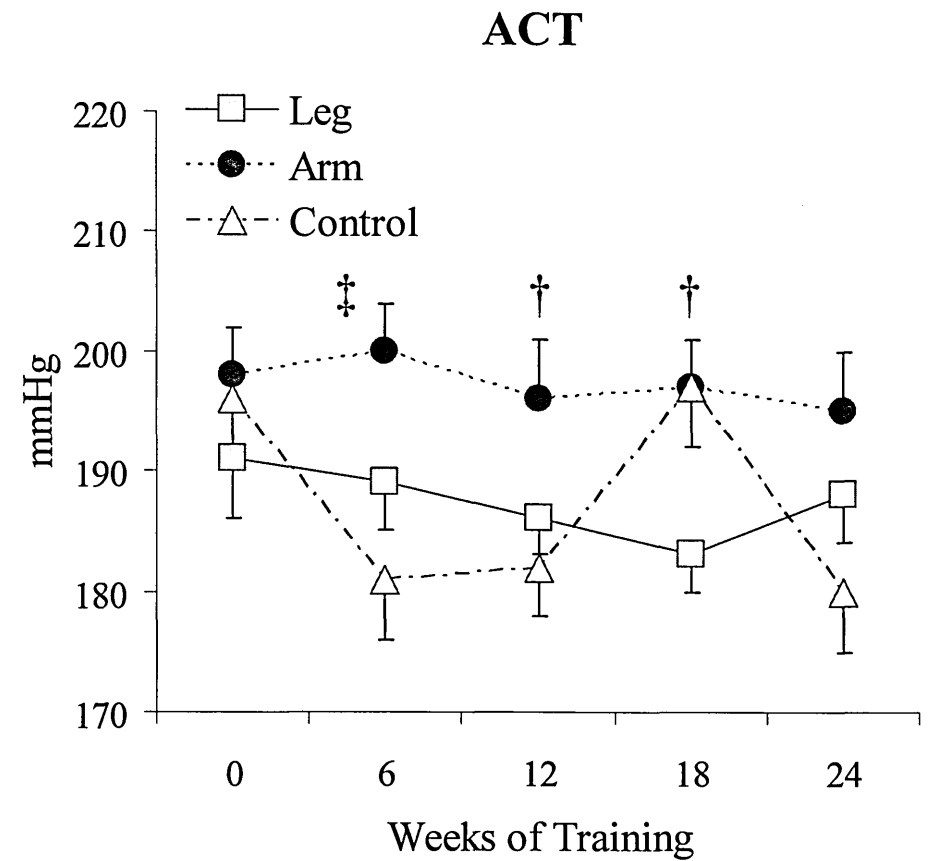 ACT
220
210
200
190
180
170
mmHg
Leg
Arm
Control
‡ † †
0 6 12 18 24
Weeks of Training